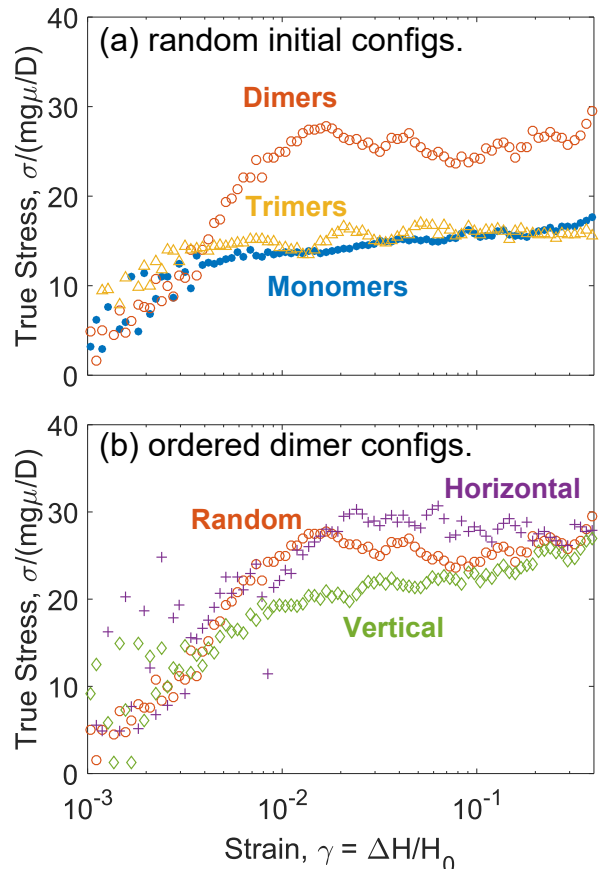 (a) random initial configs.
40
30
20
10
0
True Stress, σ/(mgμ/D)
Dimers
Trimers
Monomers
(b) ordered dimer configs.
40
30
20
10
0
True Stress, σ/(mgμ/D)
Horizontal
Random
Vertical
10⁻³ 10⁻² 10⁻¹
Strain, γ = ΔH/H₀